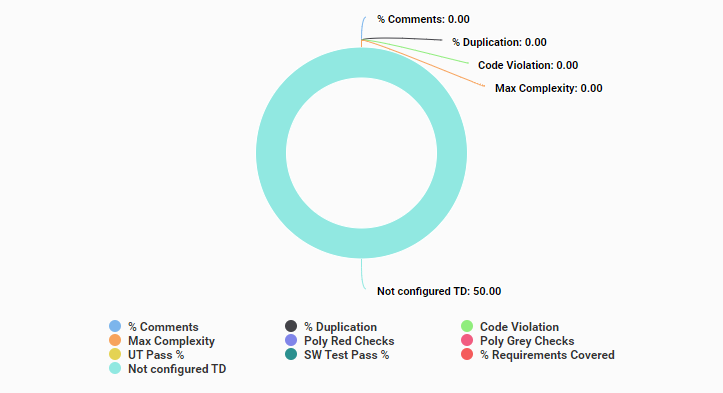 % Comments: 0.00
% Duplication: 0.00
Code Violation: 0.00
Max Complexity: 0.00
Not configured TD: 50.00
% Comments % Duplication Code Violation
Max Complexity Poly Red Checks Poly Grey Checks
UT Pass % SW Test Pass % % Requirements Covered
Not configured TD